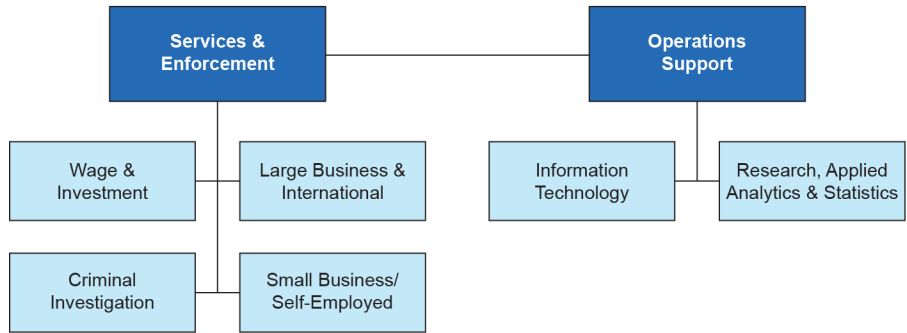 Services &
Enforcement
Operations
Support
Wage &
Investment
Large Business &
International
Information
Technology
Research, Applied
Analytics & Statistics
Criminal
Investigation
Small Business/
Self-Employed